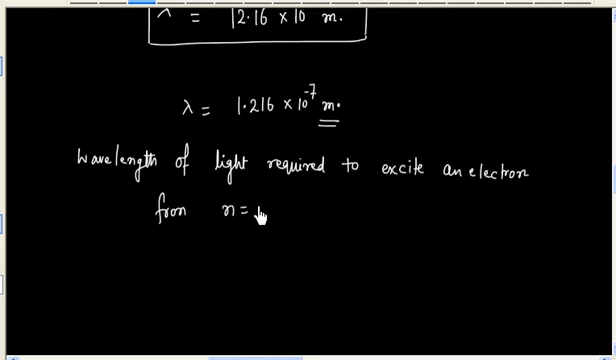 λ = 12.16 × 10 m.
λ = 1.216 × 10⁻⁷ m.
Wavelength of light required to excite an electron
from n =